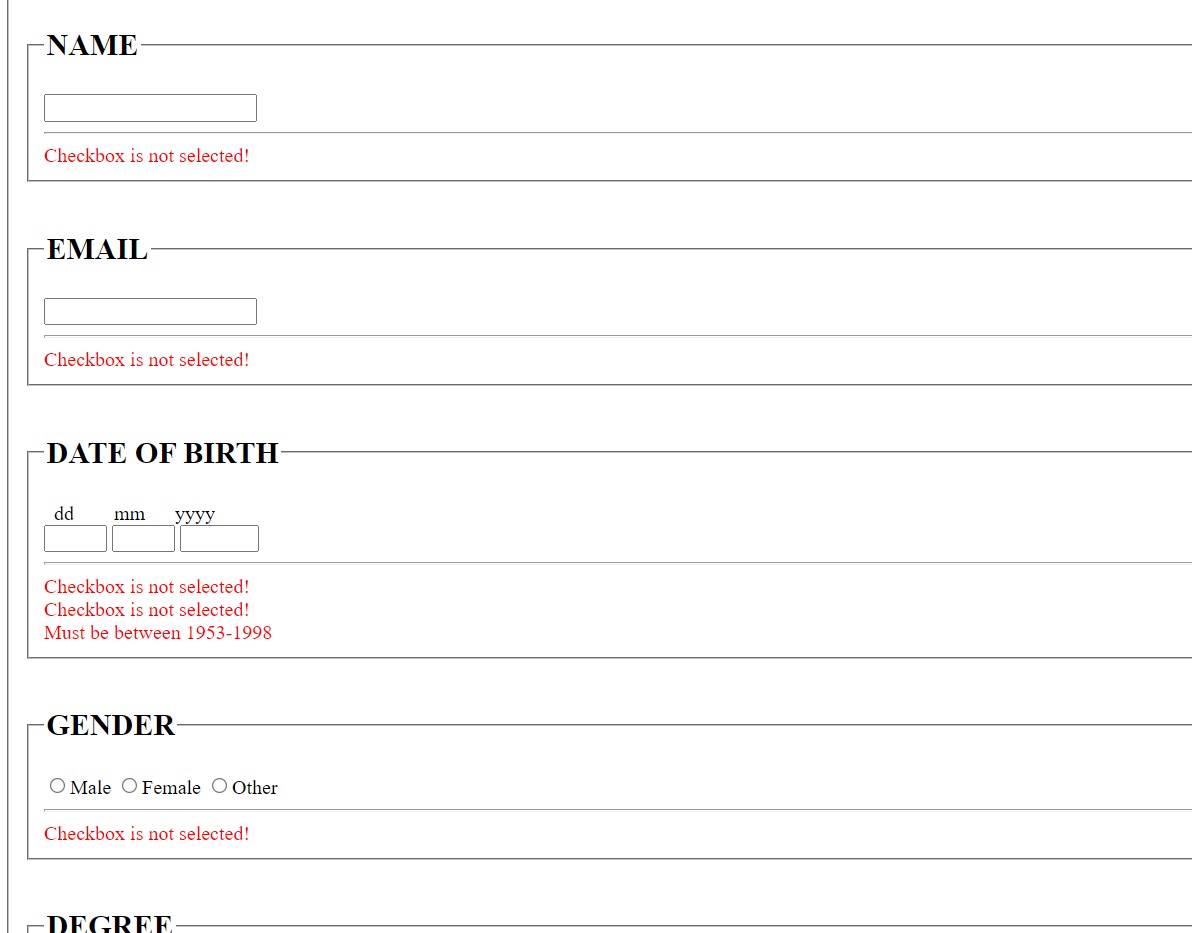 NAME
Checkbox is not selected!
EMAIL
Checkbox is not selected!
DATE OF BIRTH
dd mm yyyy
Checkbox is not selected!
Checkbox is not selected!
Must be between 1953-1998
GENDER
Male Female Other
Checkbox is not selected!
DEGREE